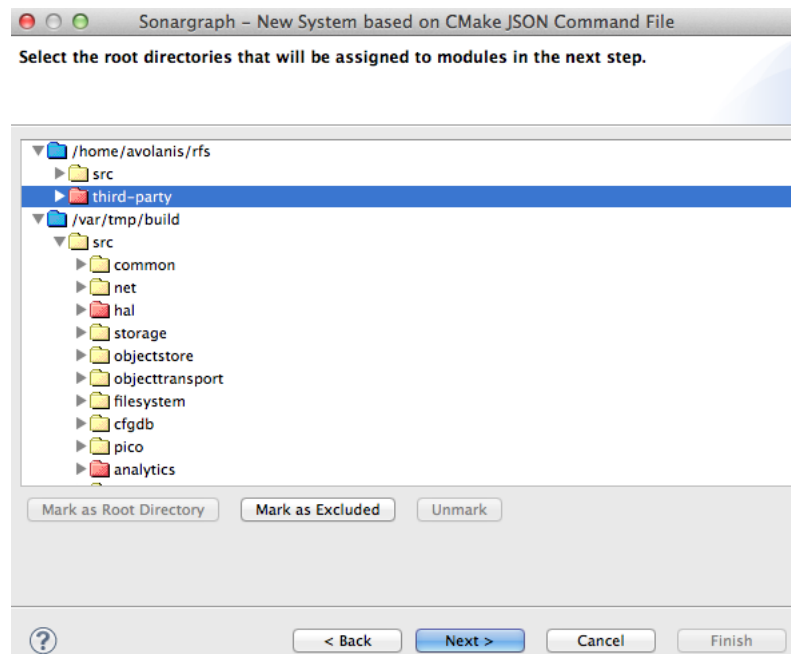 Sonargraph – New System based on CMake JSON Command File
Select the root directories that will be assigned to modules in the next step.
/home/avolanis/rfs
src
third-party
/var/tmp/build
src
common
net
hal
storage
objectstore
objecttransport
filesystem
cfgdb
pico
analytics
Mark as Root Directory Mark as Excluded Unmark
? < Back Next > Cancel Finish